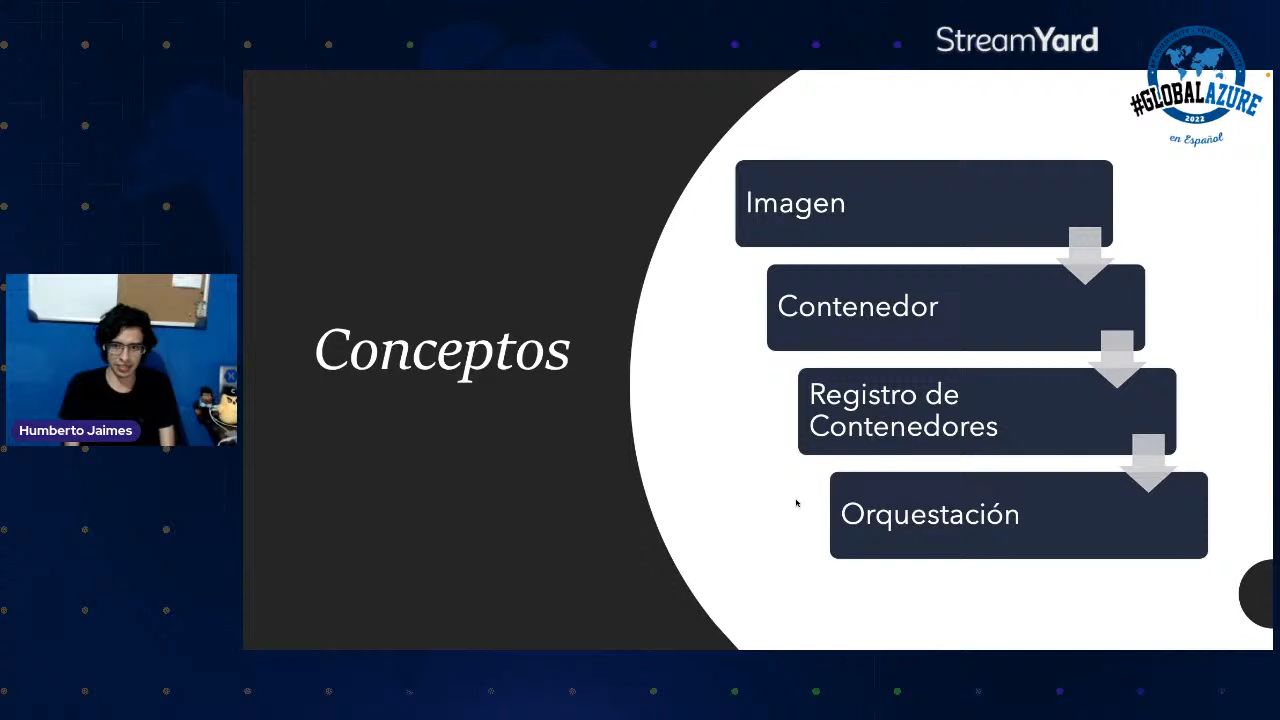 StreamYard
#GLOBALAZURE
2022
en Español
Imagen
Contenedor
Registro de
Contenedores
Orquestación
Conceptos
Humberto Jaimes